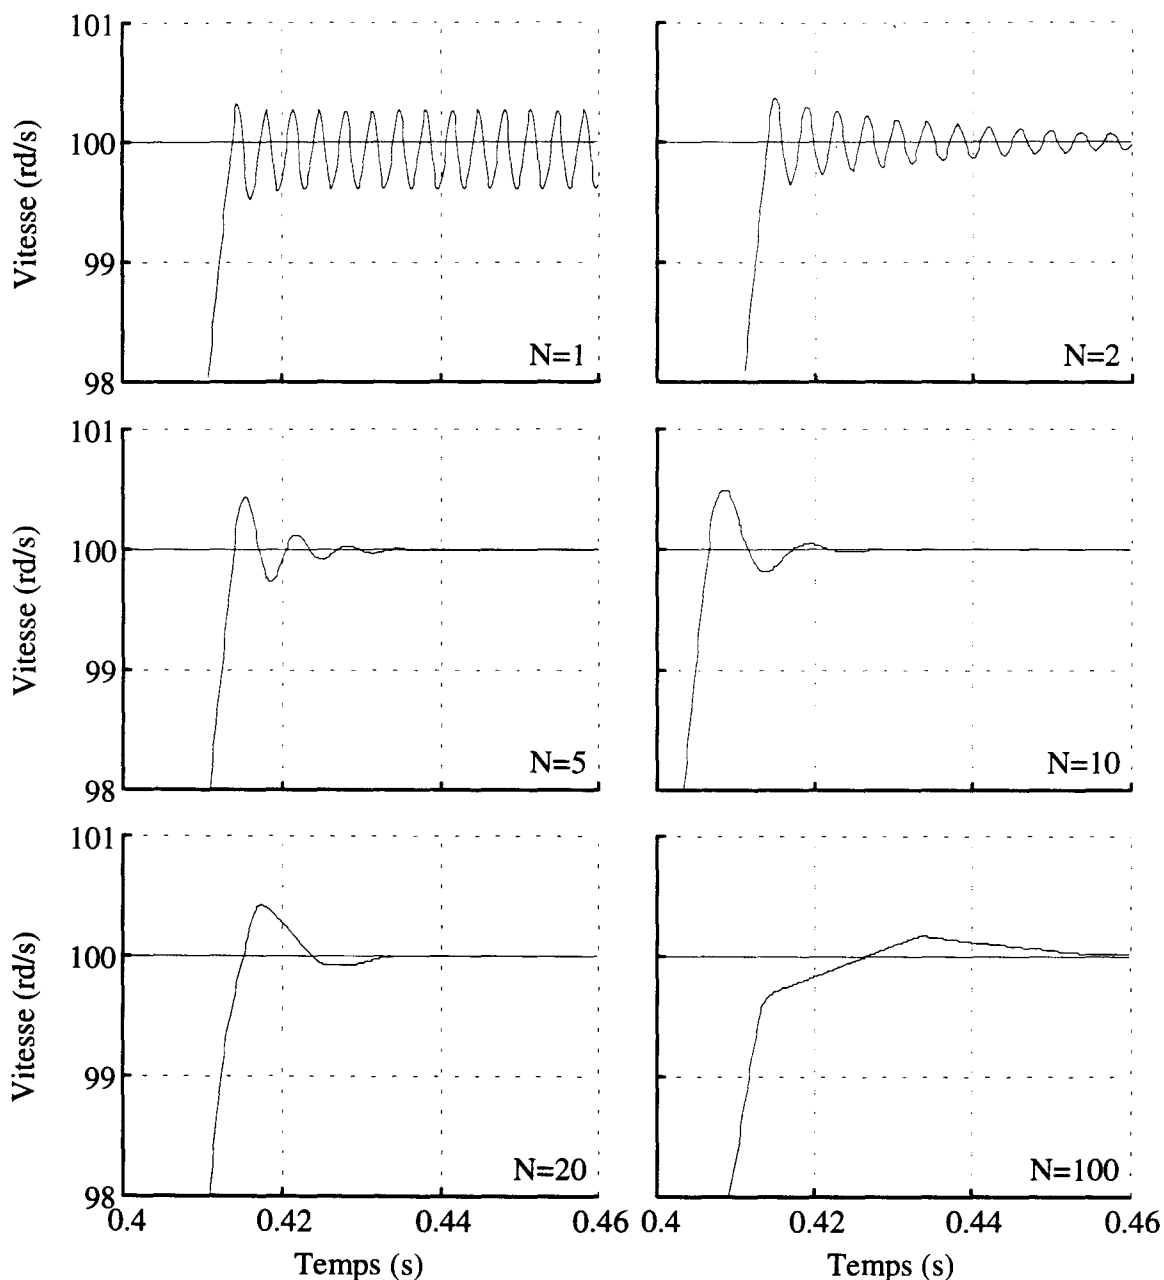 101
100
99
98
Vitesse (rd/s)
N=1
N=2
101
100
99
98
Vitesse (rd/s)
N=5
N=10
101
100
99
98
Vitesse (rd/s)
N=20
N=100
0.4 0.42 0.44 0.46 0.4 0.42 0.44 0.46
Temps (s) Temps (s)